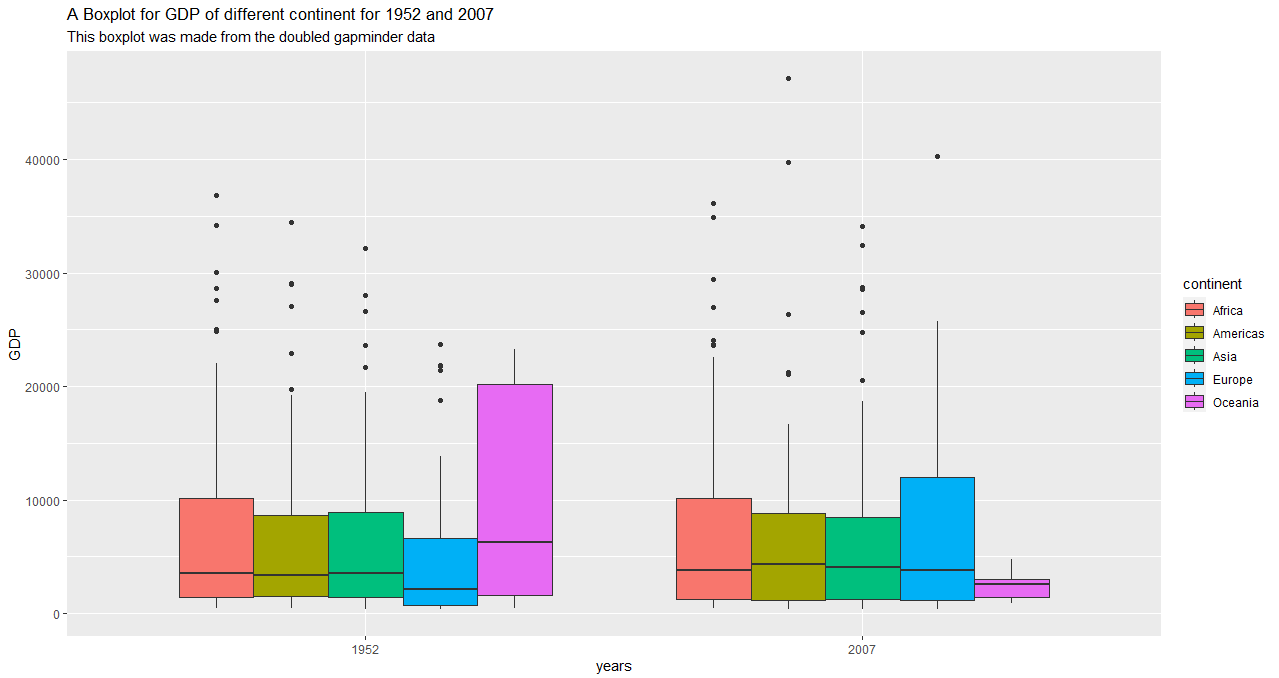 A Boxplot for GDP of different continent for 1952 and 2007
This boxplot was made from the doubled gapminder data
GDP
40000
30000
20000
10000
0
1952
2007
years
continent
Africa
Americas
Asia
Europe
Oceania